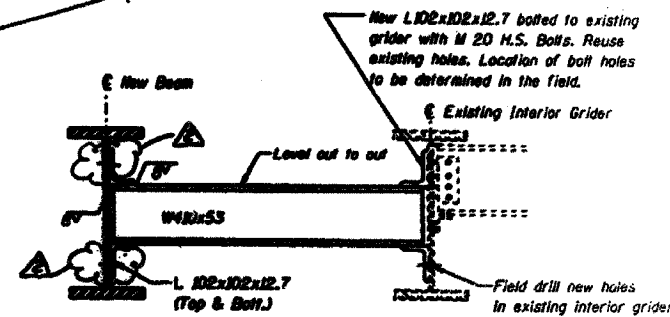 New L102x102x12.7 bolted to existing
grider with M 20 H.S. Bolts. Reuse
existing holes. Location of bolt holes
to be determined in the field.
℄ New Beam
℄ Existing Interior Grider
Level out to out
W410x53
L 102x102x12.7
(Top & Bott.)
Field drill new holes
in existing interior grider